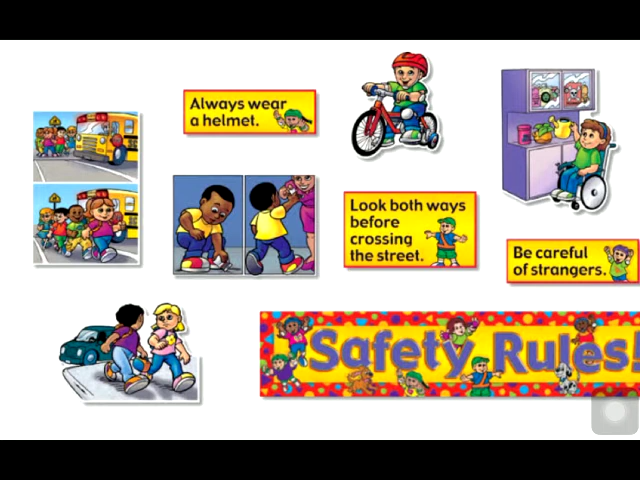 Always wear
a helmet.
Look both ways
before
crossing
the street.
Be careful
of strangers.
Safety Rules!